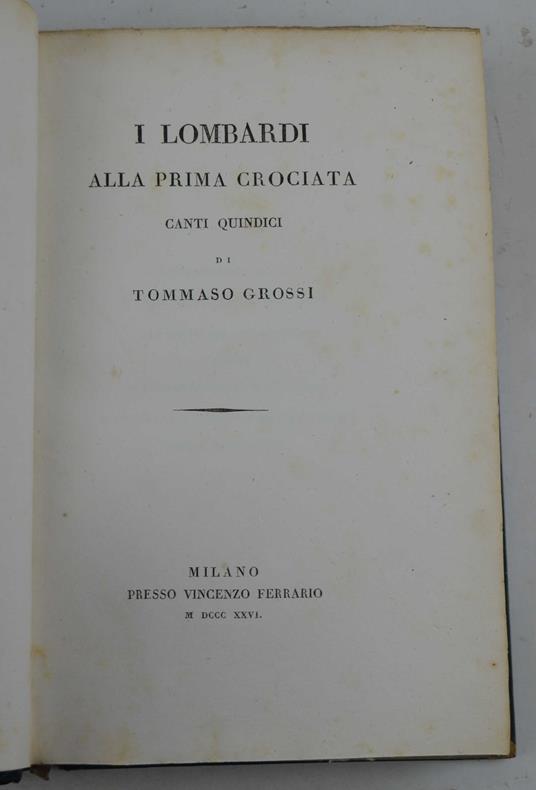 I LOMBARDI
ALLA PRIMA CROCIATA
CANTI QUINDICI
DI
TOMMASO GROSSI
MILANO
PRESSO VINCENZO FERRARIO
M DCCC XXVI.